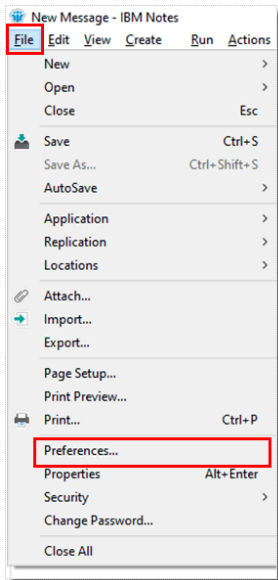 New Message - IBM Notes
File Edit View Create Run Actions
New >
Open >
Close Esc
Save Ctrl+S
Save As... Ctrl+Shift+S
AutoSave >
Application >
Replication >
Locations >
Attach...
Import...
Export...
Page Setup...
Print Preview...
Print... Ctrl+P
Preferences...
Properties Alt+Enter
Security >
Change Password...
Close All